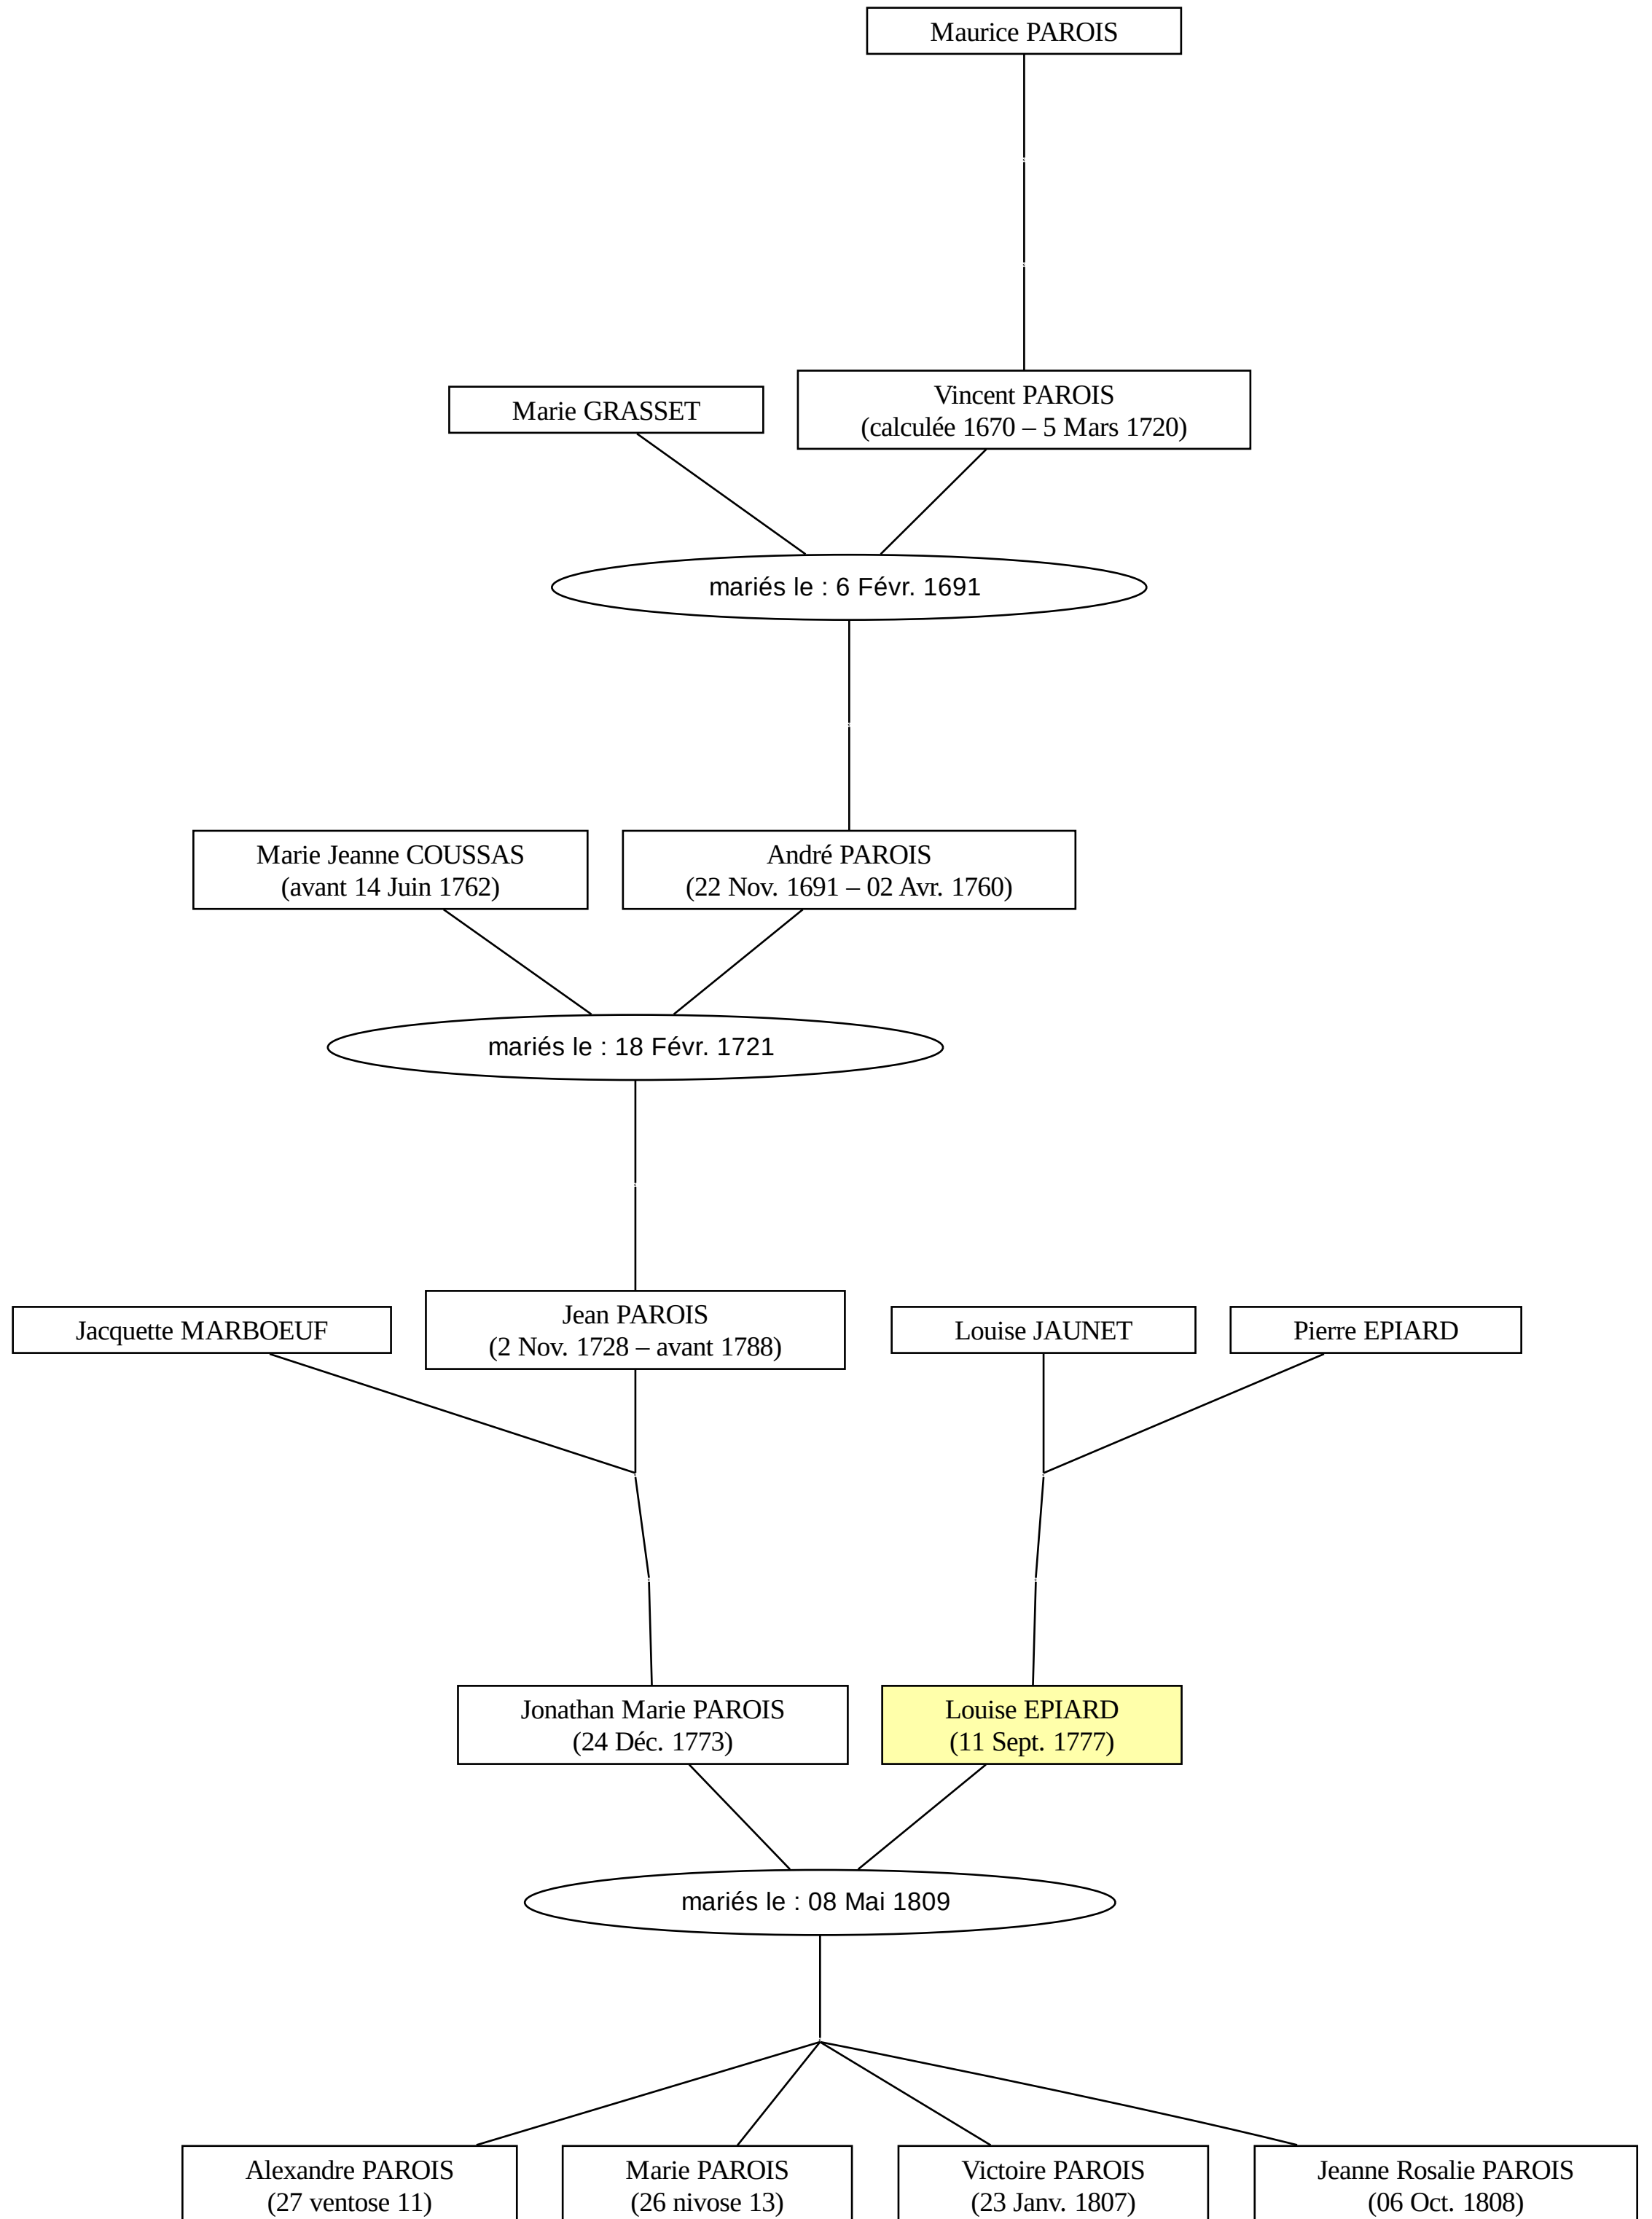 Maurice PAROIS
Marie GRASSET
Vincent PAROIS
(calculée 1670 – 5 Mars 1720)
mariés le : 6 Févr. 1691
Marie Jeanne COUSSAS
(avant 14 Juin 1762)
André PAROIS
(22 Nov. 1691 – 02 Avr. 1760)
mariés le : 18 Févr. 1721
Jacquette MARBOEUF
Jean PAROIS
(2 Nov. 1728 – avant 1788)
Louise JAUNET
Pierre EPIARD
Jonathan Marie PAROIS
(24 Déc. 1773)
Louise EPIARD
(11 Sept. 1777)
mariés le : 08 Mai 1809
Alexandre PAROIS
(27 ventose 11)
Marie PAROIS
(26 nivose 13)
Victoire PAROIS
(23 Janv. 1807)
Jeanne Rosalie PAROIS
(06 Oct. 1808)